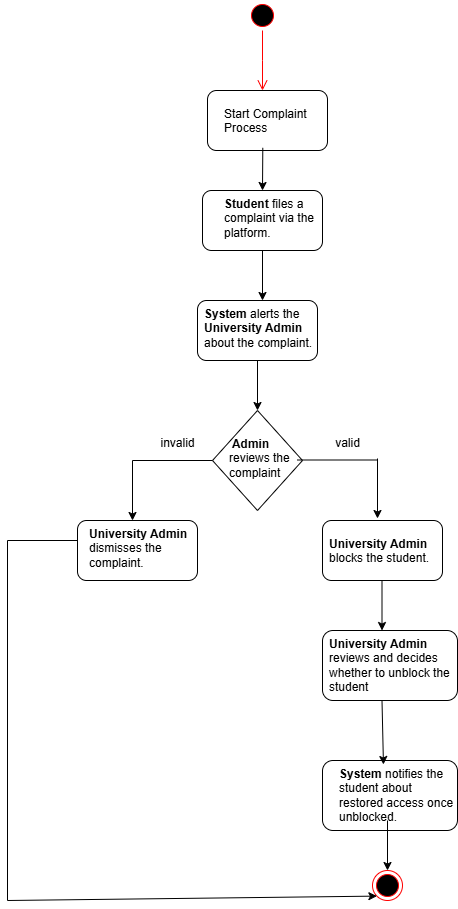 Start Complaint
Process
Student files a
complaint via the
platform.
System alerts the
University Admin
about the complaint.
invalid
Admin
reviews the
complaint
valid
University Admin
dismisses the
complaint.
University Admin
blocks the student.
University Admin
reviews and decides
whether to unblock the
student
System notifies the
student about
restored access once
unblocked.